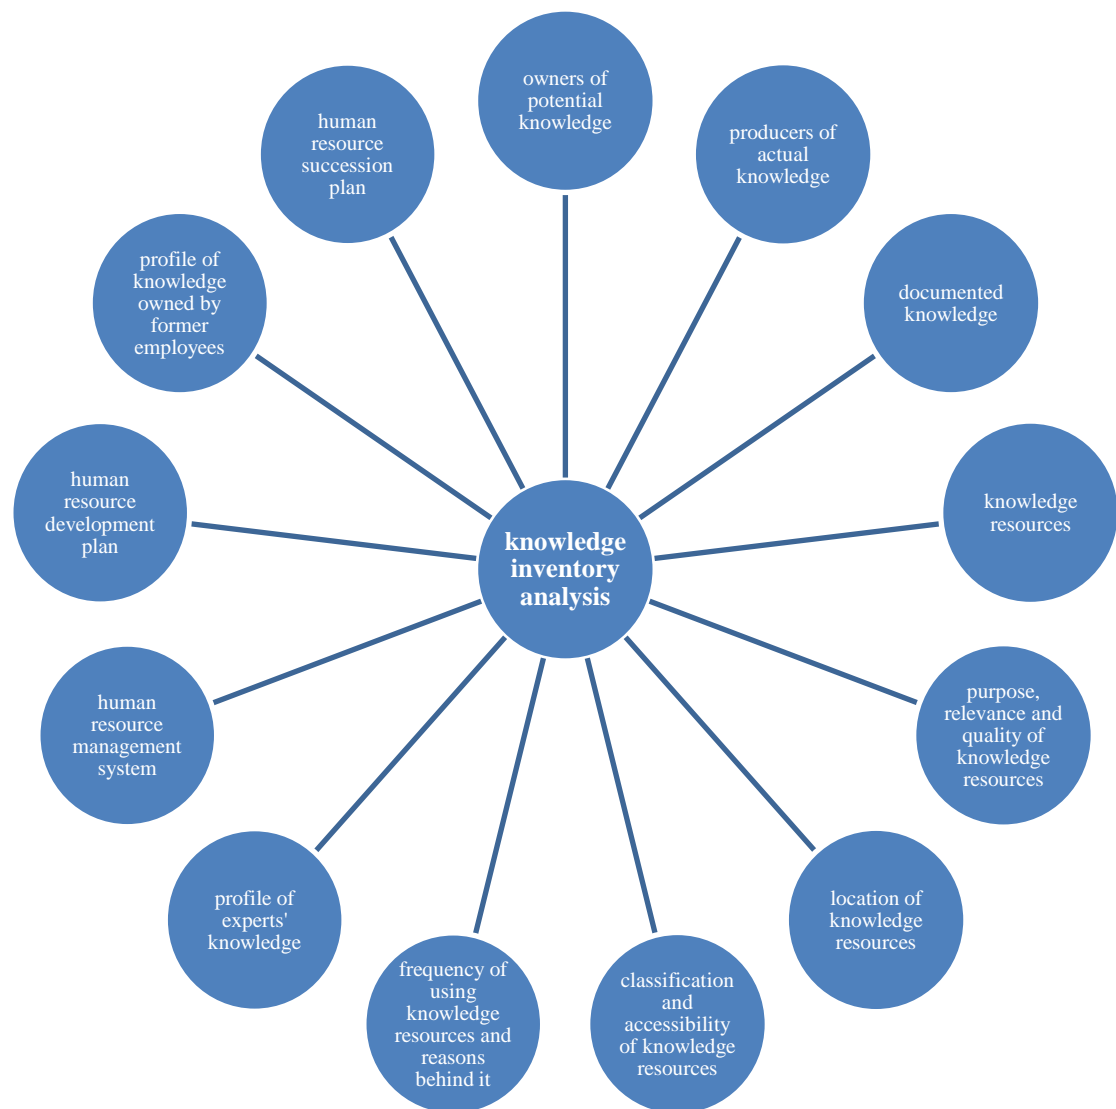 owners of
potential
knowledge
producers of
actual
knowledge
documented
knowledge
knowledge
resources
purpose,
relevance and
quality of
knowledge
resources
location of
knowledge
resources
classification
and
accessibility
of knowledge
resources
frequency of
using
knowledge
resources and
reasons
behind it
profile of
experts'
knowledge
human
resource
management
system
human
resource
development
plan
profile of
knowledge
owned by
former
employees
human
resource
succession
plan
knowledge
inventory
analysis